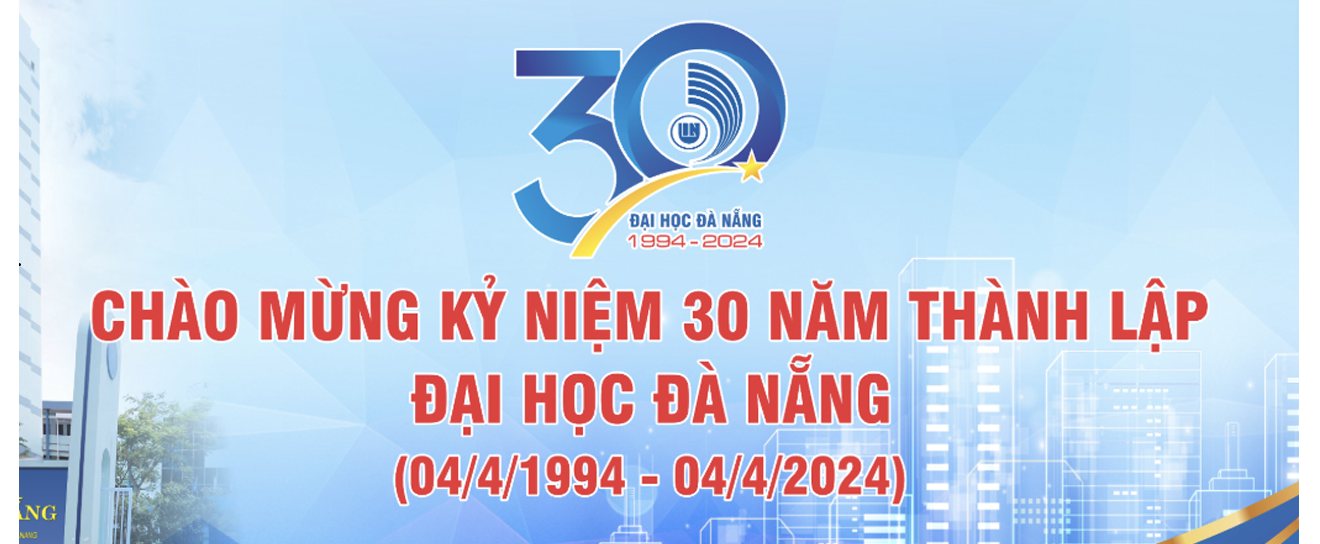 30
ĐẠI HỌC ĐÀ NẴNG
1994-2024
CHÀO MỪNG KỶ NIỆM 30 NĂM THÀNH LẬP
ĐẠI HỌC ĐÀ NẴNG
(04/4/1994 - 04/4/2024)
ẴNG